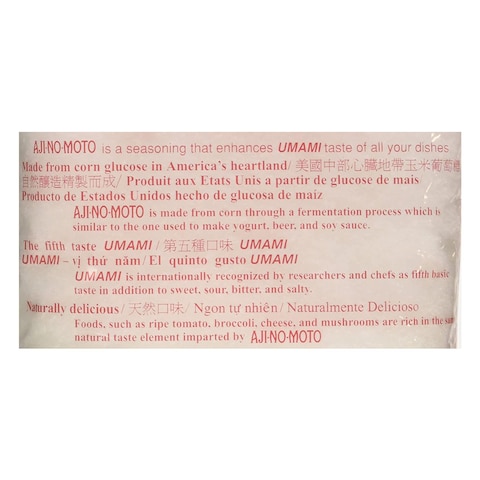 AJI-NO-MOTO is a seasoning that enhances UMAMI taste of all your dishes
Made from corn glucose in America's heartland/ 美國中部心臟地帶玉米葡萄糖
自然釀造精製而成/ Produit aux Etats Unis a partir de glucose de mais
Producto de Estados Unidos hecho de glucosa de maíz
AJI-NO-MOTO is made from corn through a fermentation process which is
similar to the one used to make yogurt, beer, and soy sauce.
The fifth taste UMAMI / 第五種口味 UMAMI
UMAMI – vị thứ năm/ El quinto gusto UMAMI
UMAMI is internationally recognized by researchers and chefs as fifth basic
taste in addition to sweet, sour, bitter, and salty.
Naturally delicious / 天然口味/ Ngon tự nhiên / Naturalmente Delicioso
Foods, such as ripe tomato, broccoli, cheese, and mushrooms are rich in the
natural taste element imparted by AJI-NO-MOTO